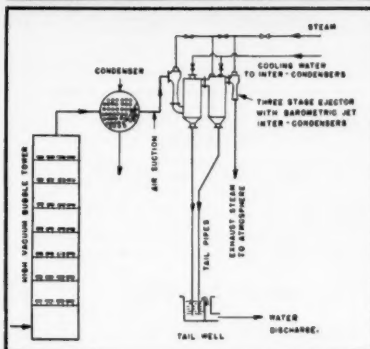 STEAM
COOLING WATER
TO INTER-CONDENSERS
CONDENSER
THREE STAGE EJECTOR
WITH BAROMETRIC JET
INTER-CONDENSERS
AIR SUCTION
HIGH VACUUM BUBBLE TOWER
TAIL PIPES
EXHAUST STEAM
TO ATMOSPHERE
WATER
DISCHARGE.
TAIL WELL